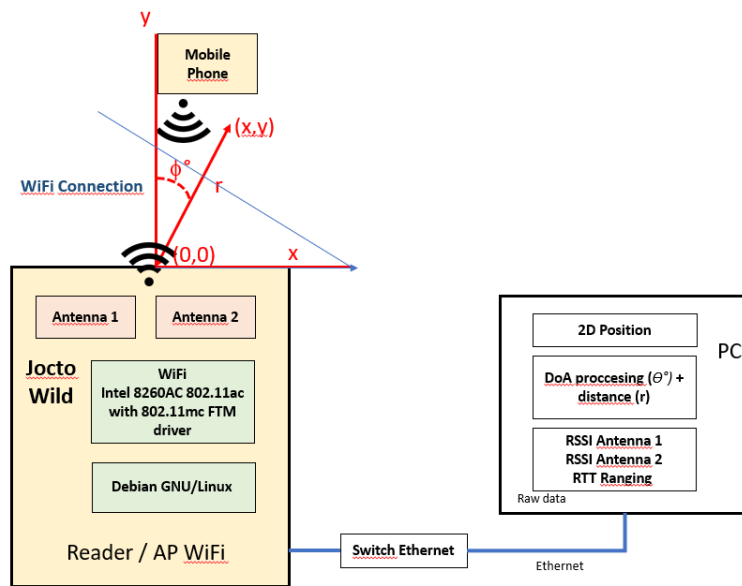 y
Mobile
Phone
(x,y)
ϕ°
WiFi Connection
r
(0,0)
x
Antenna 1
Antenna 2
Jocto
Wild
WiFi
Intel 8260AC 802.11ac
with 802.11mc FTM
driver
Debian GNU/Linux
Reader / AP WiFi
Switch Ethernet
Ethernet
PC
2D Position
DoA proccesing (ϴ°) +
distance (r)
RSSI Antenna 1
RSSI Antenna 2
RTT Ranging
Raw data